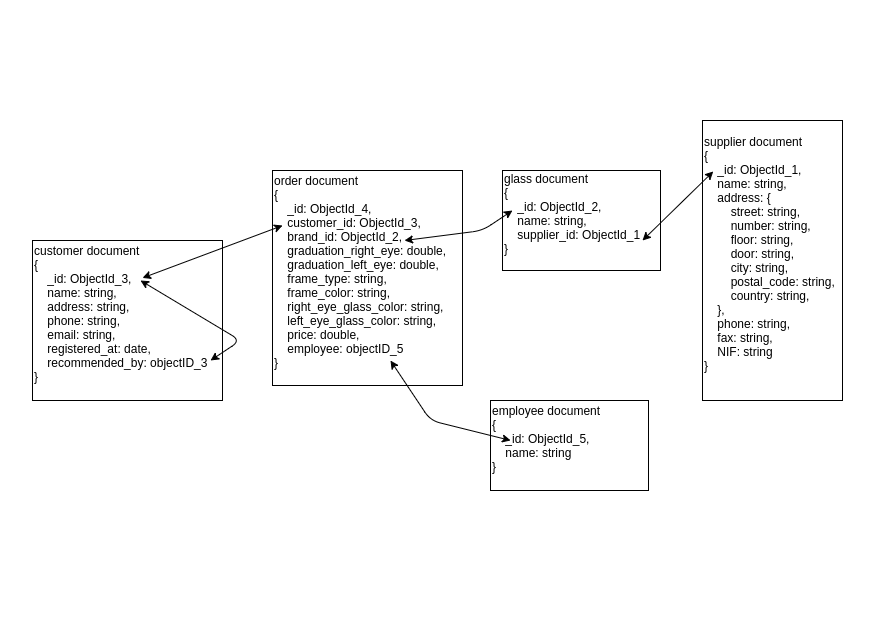 customer document
{
_id: ObjectId_3,
name: string,
address: string,
phone: string,
email: string,
registered_at: date,
recommended_by: objectID_3
}
order document
{
_id: ObjectId_4,
customer_id: ObjectId_3,
brand_id: ObjectId_2,
graduation_right_eye: double,
graduation_left_eye: double,
frame_type: string,
frame_color: string,
right_eye_glass_color: string,
left_eye_glass_color: string,
price: double,
employee: objectID_5
}
glass document
{
_id: ObjectId_2,
name: string,
supplier_id: ObjectId_1
}
employee document
{
_id: ObjectId_5,
name: string
}
supplier document
{
_id: ObjectId_1,
name: string,
address: {
street: string,
number: string,
floor: string,
door: string,
city: string,
postal_code: string,
country: string,
},
phone: string,
fax: string,
NIF: string
}